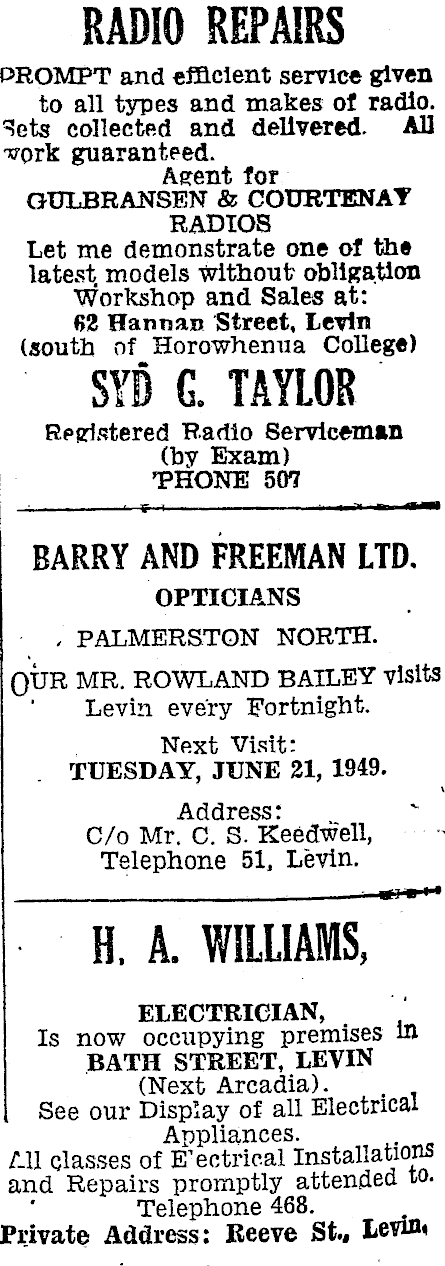 RADIO REPAIRS
PROMPT and efficient service given
to all types and makes of radio.
Sets collected and delivered. All
work guaranteed.
Agent for
GULBRANSEN & COURTENAY
RADIOS
Let me demonstrate one of the
latest models without obligation
Workshop and Sales at:
62 Hannan Street, Levin
(south of Horowhenua College)
SYD G. TAYLOR
Registered Radio Serviceman
(by Exam)
'PHONE 507
BARRY AND FREEMAN LTD.
OPTICIANS
PALMERSTON NORTH.
OUR MR. ROWLAND BAILEY visits
Levin every Fortnight.
Next Visit:
TUESDAY, JUNE 21, 1949.
Address:
C/o Mr. C. S. Keedwell,
Telephone 51, Levin.
H. A. WILLIAMS,
ELECTRICIAN,
Is now occupying premises in
BATH STREET, LEVIN
(Next Arcadia).
See our Display of all Electrical
Appliances.
All classes of Electrical Installations
and Repairs promptly attended to.
Telephone 468.
Private Address: Reeve St., Levin,